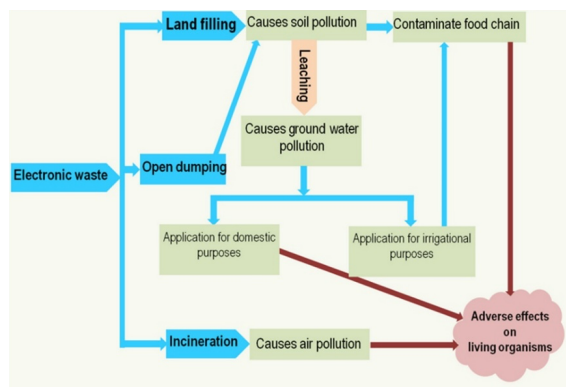 Land filling
Causes soil pollution
Contaminate food chain
Leaching
Causes ground water
pollution
Electronic waste
Open dumping
Application for domestic
purposes
Application for irrigational
purposes
Adverse effects
on
living organisms
Incineration
Causes air pollution